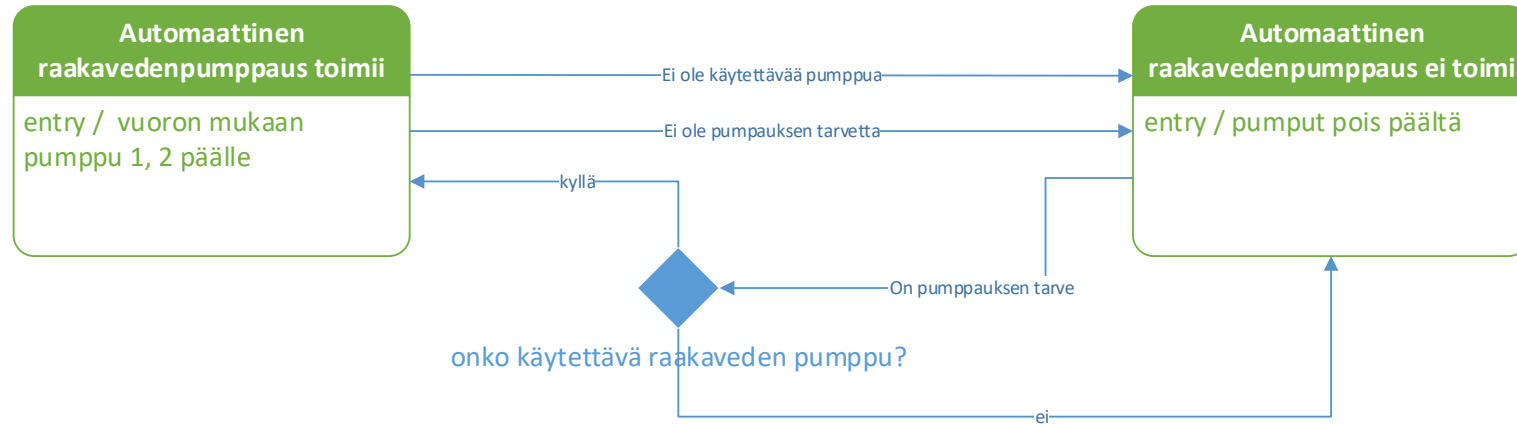 Automaattinen
raakavedenpumppaus toimii
entry /  vuoron mukaan
pumppu 1, 2 päälle
Ei ole käytettävää pumppua
Ei ole pumpauksen tarvetta
kyllä
Automaattinen
raakavedenpumppaus ei toimi
entry / pumput pois päältä
On pumppauksen tarve
onko käytettävä raakaveden pumppu?
ei